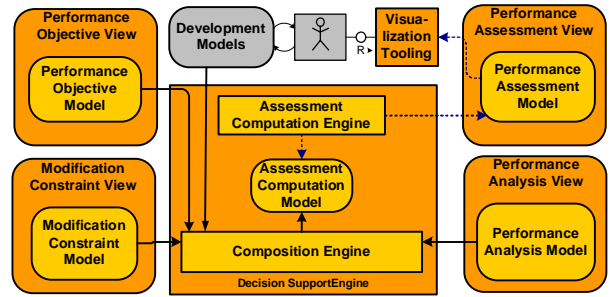 Performance
Objective View
Performance
Objective
Model
Development
Models
R
Visua-
lization
Tooling
Performance
Assessment View
Performance
Assessment
Model
Assessment
Computation Engine
Assessment
Computation
Model
Modification
Constraint View
Modification
Constraint
Model
Composition Engine
Decision SupportEngine
Performance
Analysis View
Performance
Analysis Model